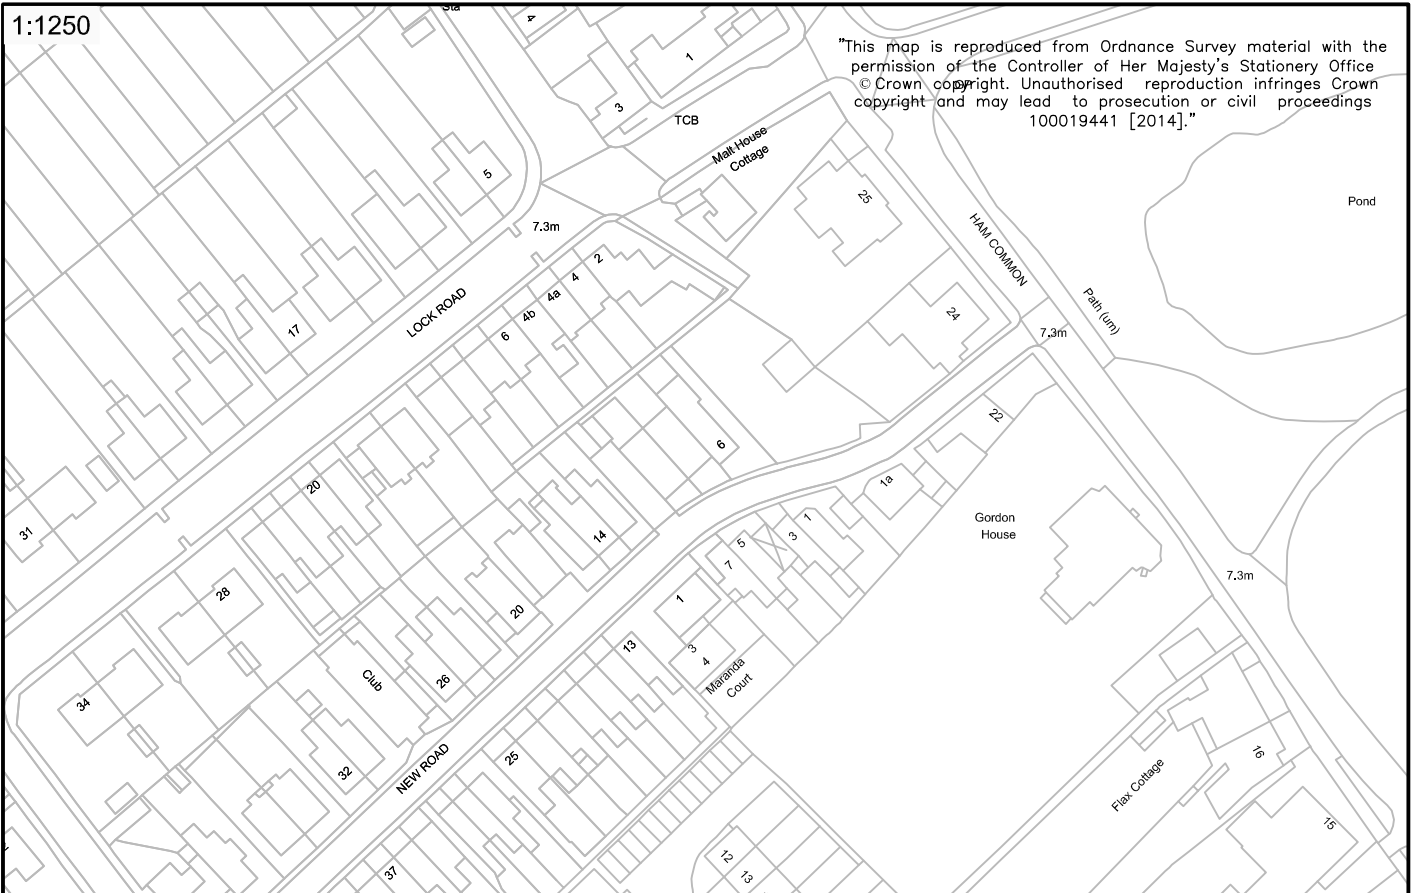 1:1250
Sta
4
1
3
TCB
"This map is reproduced from Ordnance Survey material with the
permission of the Controller of Her Majesty's Stationery Office
© Crown copyright. Unauthorised reproduction infringes Crown
copyright and may lead to prosecution or civil proceedings
100019441 [2014]."
GP
Malt House
Cottage
5
25
Pond
7.3m
HAM COMMON
2
4
4a
4b
6
LOCK ROAD
17
24
Path (um)
7.3m
22
6
1a
20
14
31
1
3
5
7
Gordon
House
7.3m
28
20
1
13
3
4
Maranda
Court
Club
26
34
32
NEW ROAD
25
16
Flax Cottage
15
37
12
13